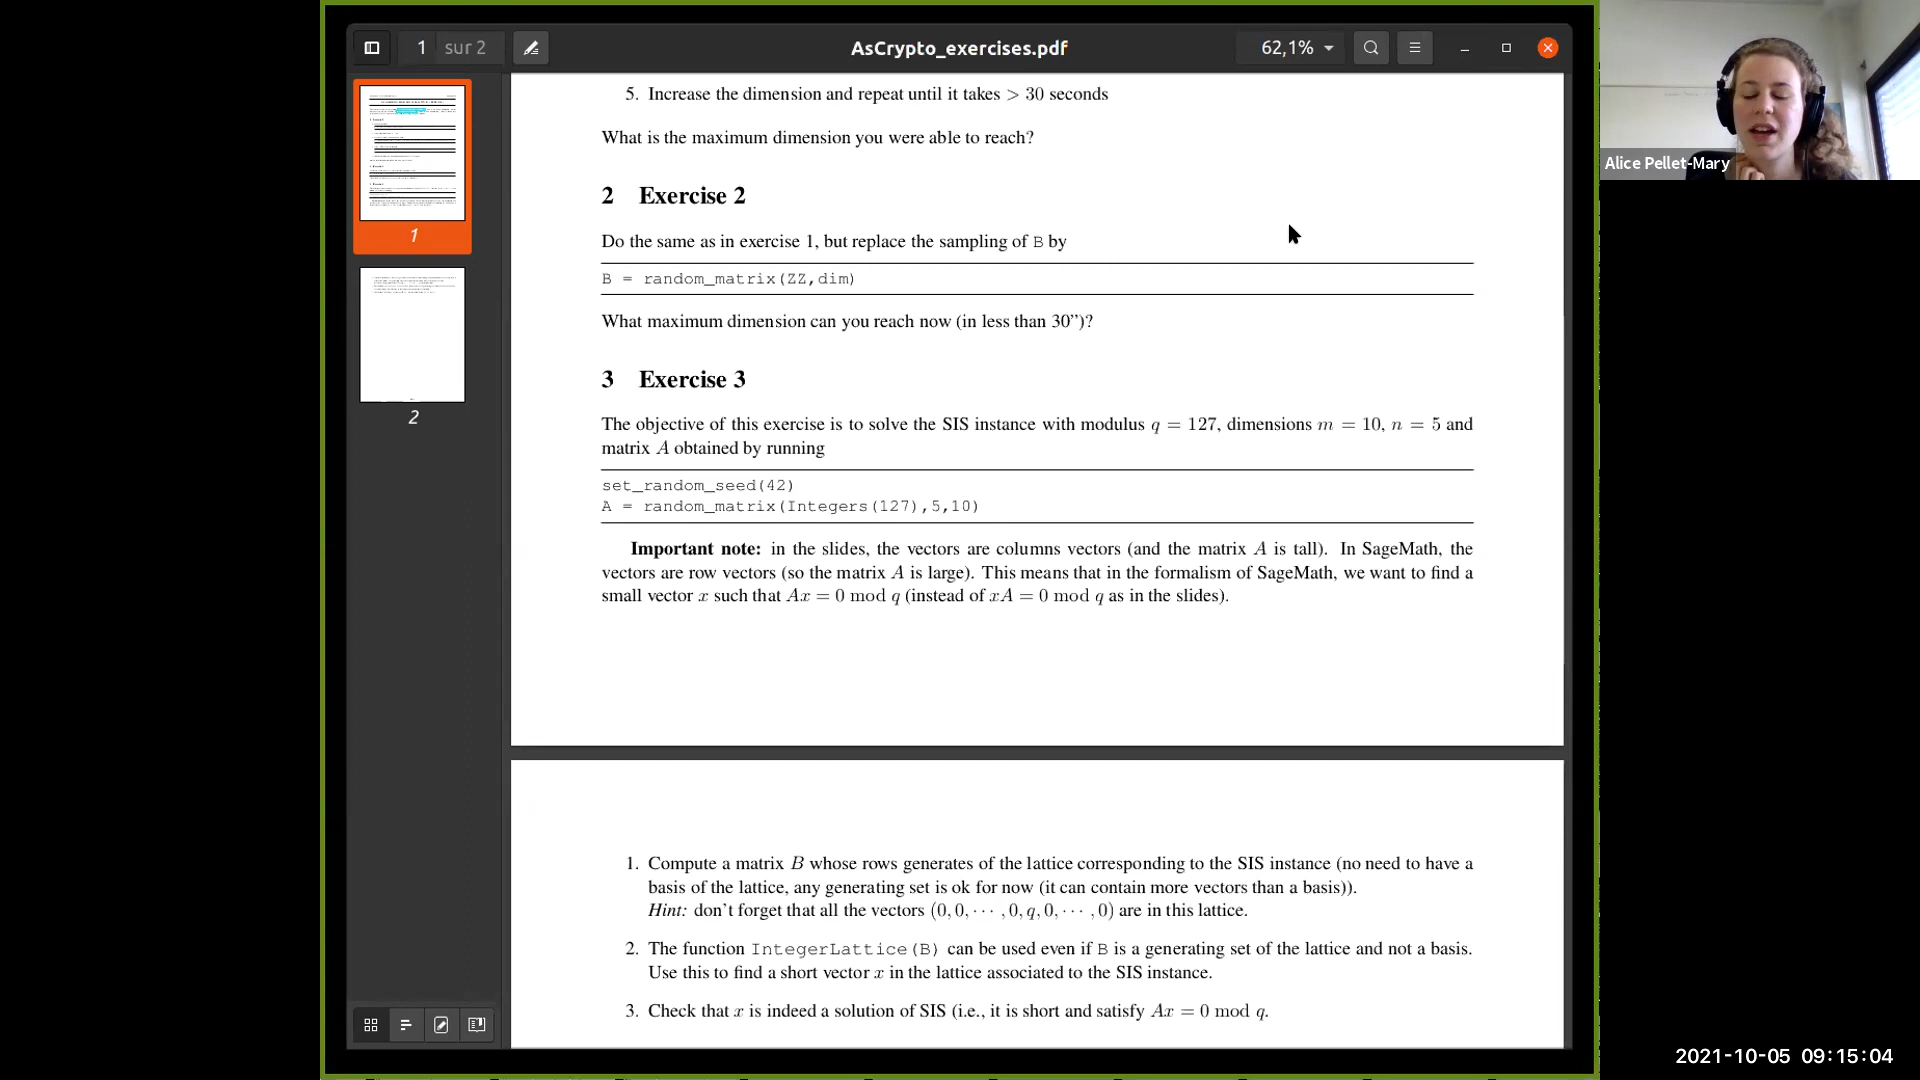 1 sur 2
AsCrypto_exercises.pdf
62,1%
5. Increase the dimension and repeat until it takes > 30 seconds
What is the maximum dimension you were able to reach?
2 Exercise 2
Do the same as in exercise 1, but replace the sampling of B by
B = random_matrix(ZZ,dim)
What maximum dimension can you reach now (in less than 30”)?
3 Exercise 3
The objective of this exercise is to solve the SIS instance with modulus q = 127, dimensions m = 10, n = 5 and
matrix A obtained by running
set_random_seed(42)
A = random_matrix(Integers(127),5,10)
Important note: in the slides, the vectors are columns vectors (and the matrix A is tall). In SageMath, the
vectors are row vectors (so the matrix A is large). This means that in the formalism of SageMath, we want to find a
small vector x such that Ax = 0 mod q (instead of xA = 0 mod q as in the slides).
1. Compute a matrix B whose rows generates of the lattice corresponding to the SIS instance (no need to have a
basis of the lattice, any generating set is ok for now (it can contain more vectors than a basis)).
Hint: don’t forget that all the vectors (0, 0, ··· , 0, q, 0, ··· , 0) are in this lattice.
2. The function IntegerLattice(B) can be used even if B is a generating set of the lattice and not a basis.
Use this to find a short vector x in the lattice associated to the SIS instance.
3. Check that x is indeed a solution of SIS (i.e., it is short and satisfy Ax = 0 mod q.
1
2
Alice Pellet-Mary
2021-10-05 09:15:04